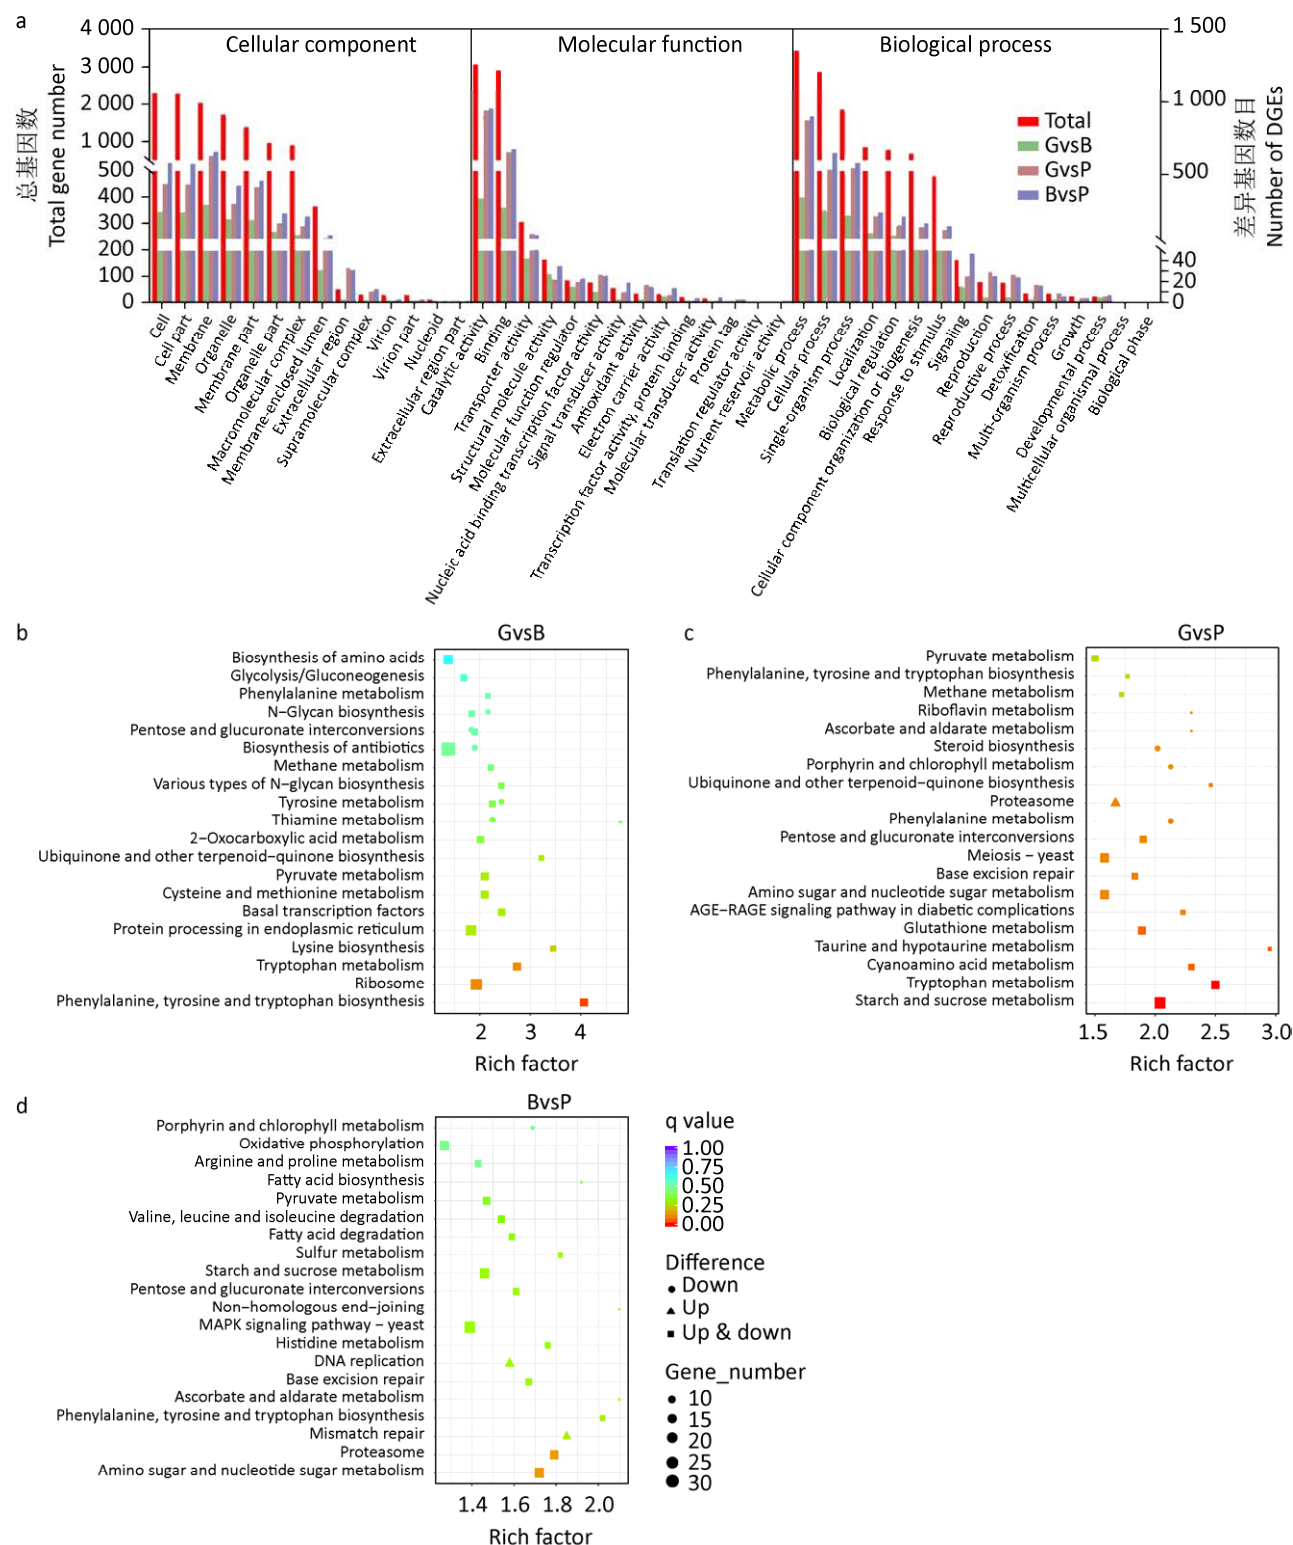 a
Cellular component
Molecular function
Biological process
总基因数
Total gene number
4 000
3 000
2 000
1 000
500
400
300
200
100
0
1 500
1 000
500
40
20
0
差异基因数目
Number of DGEs
Total
GvsB
GvsP
BvsP
Cell
Cell part
Membrane
Organelle
Membrane part
Organelle part
Macromolecular complex
Membrane-enclosed lumen
Extracellular region
Supramolecular complex
Virion
Virion part
Nucleoid
Extracellular region part
Catalytic activity
Binding
Transporter activity
Structural molecule activity
Molecular function regulator
Nucleic acid binding transcription factor activity
Signal transducer activity
Antioxidant activity
Electron carrier activity
Transcription factor activity, protein binding
Molecular transducer activity
Protein tag
Translation regulator activity
Nutrient reservoir activity
Metabolic process
Cellular process
Single-organism process
Localization
Biological regulation
Cellular component organization or biogenesis
Response to stimulus
Signaling
Reproduction
Reproductive process
Detoxification
Multi-organism process
Growth
Developmental process
Multicellular organismal process
Biological phase
b
GvsB
Biosynthesis of amino acids
Glycolysis/Gluconeogenesis
Phenylalanine metabolism
N−Glycan biosynthesis
Pentose and glucuronate interconversions
Biosynthesis of antibiotics
Methane metabolism
Various types of N−glycan biosynthesis
Tyrosine metabolism
Thiamine metabolism
2−Oxocarboxylic acid metabolism
Ubiquinone and other terpenoid−quinone biosynthesis
Pyruvate metabolism
Cysteine and methionine metabolism
Basal transcription factors
Protein processing in endoplasmic reticulum
Lysine biosynthesis
Tryptophan metabolism
Ribosome
Phenylalanine, tyrosine and tryptophan biosynthesis
2 3 4
Rich factor
c
GvsP
Pyruvate metabolism
Phenylalanine, tyrosine and tryptophan biosynthesis
Methane metabolism
Riboflavin metabolism
Ascorbate and aldarate metabolism
Steroid biosynthesis
Porphyrin and chlorophyll metabolism
Ubiquinone and other terpenoid−quinone biosynthesis
Proteasome
Phenylalanine metabolism
Pentose and glucuronate interconversions
Meiosis − yeast
Base excision repair
Amino sugar and nucleotide sugar metabolism
AGE−RAGE signaling pathway in diabetic complications
Glutathione metabolism
Taurine and hypotaurine metabolism
Cyanoamino acid metabolism
Tryptophan metabolism
Starch and sucrose metabolism
1.5 2.0 2.5 3.0
Rich factor
d
BvsP
Porphyrin and chlorophyll metabolism
Oxidative phosphorylation
Arginine and proline metabolism
Fatty acid biosynthesis
Pyruvate metabolism
Valine, leucine and isoleucine degradation
Fatty acid degradation
Sulfur metabolism
Starch and sucrose metabolism
Pentose and glucuronate interconversions
Non−homologous end−joining
MAPK signaling pathway − yeast
Histidine metabolism
DNA replication
Base excision repair
Ascorbate and aldarate metabolism
Phenylalanine, tyrosine and tryptophan biosynthesis
Mismatch repair
Proteasome
Amino sugar and nucleotide sugar metabolism
1.4 1.6 1.8 2.0
Rich factor
q value
1.00
0.75
0.50
0.25
0.00
Difference
Down
Up
Up & down
Gene_number
10
15
20
25
30